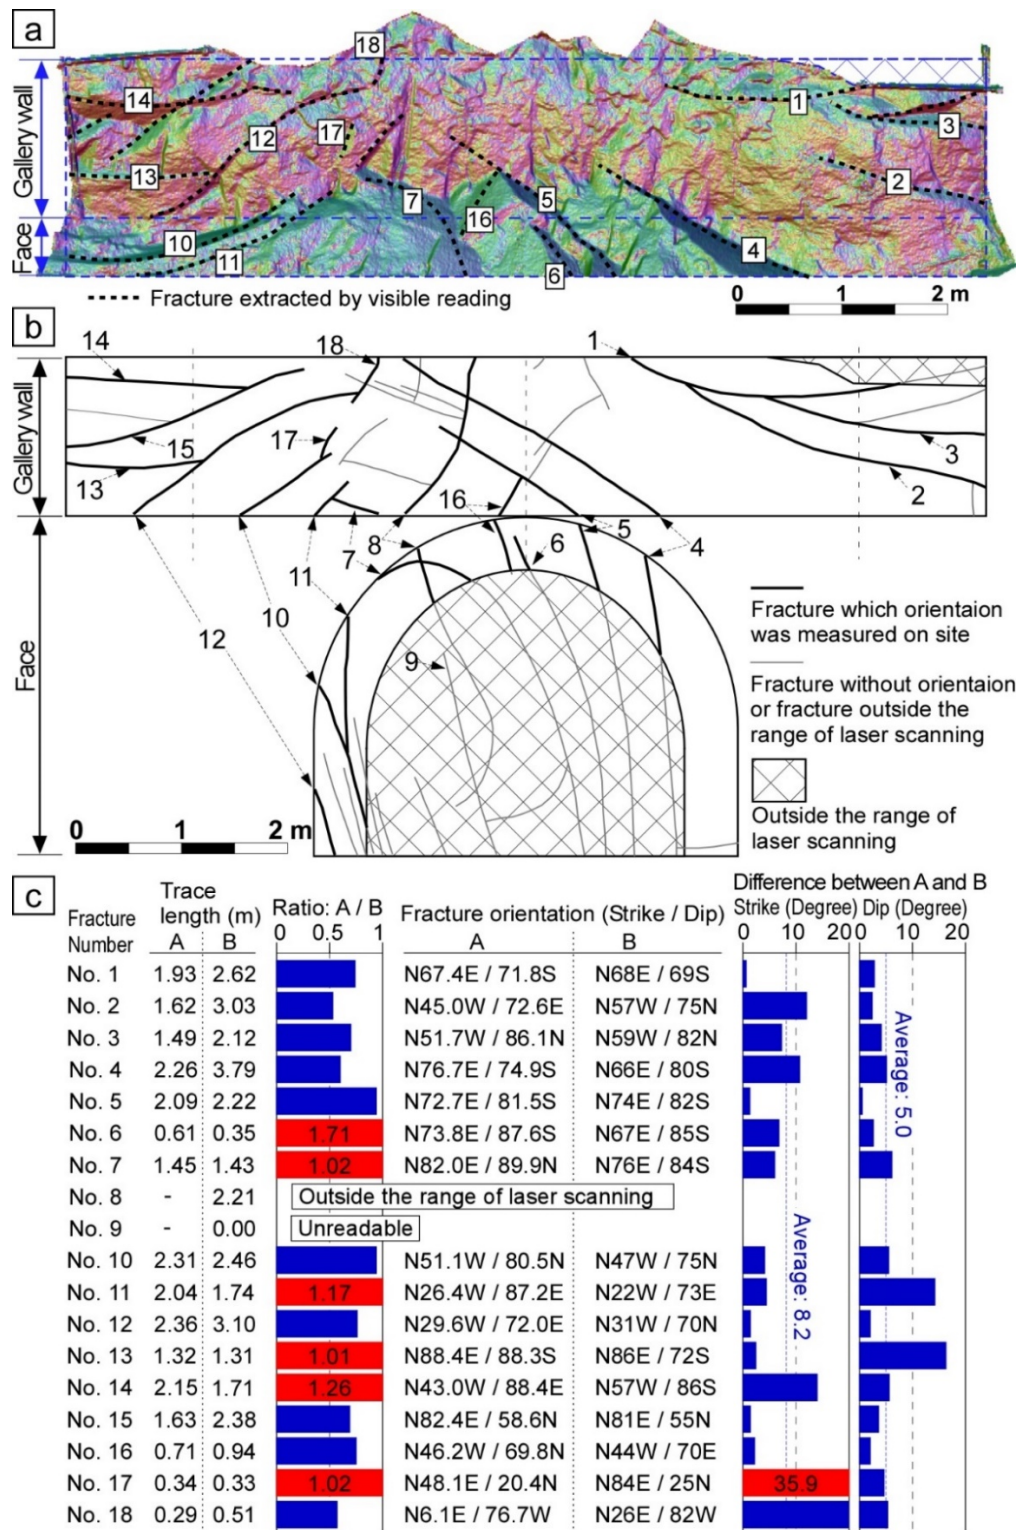 a
18
14
12
17
1
3
13
2
7
5
16
10
4
11
6
Gallery wall
Face
Fracture extracted by visible reading
0 1 2 m
b
14
18
1
17
15
13
3
2
16
7
8
5
4
6
11
10
12
9
Gallery wall
Face
Fracture which orientaion
was measured on site
Fracture without orientaion
or fracture outside the
range of laser scanning
Outside the range of
laser scanning
0 1 2 m
c
Difference between A and B
Fracture Number Trace length (m) Ratio: A / B Fracture orientation (Strike / Dip) Strike (Degree) Dip (Degree)
A B 0 0.5 1 A B 0 10 20 0 10 20
No. 1 1.93 2.62 N67.4E / 71.8S N68E / 69S
No. 2 1.62 3.03 N45.0W / 72.6E N57W / 75N
No. 3 1.49 2.12 N51.7W / 86.1N N59W / 82N
No. 4 2.26 3.79 N76.7E / 74.9S N66E / 80S
No. 5 2.09 2.22 N72.7E / 81.5S N74E / 82S
No. 6 0.61 0.35 1.71 N73.8E / 87.6S N67E / 85S
No. 7 1.45 1.43 1.02 N82.0E / 89.9N N76E / 84S
No. 8 - 2.21 Outside the range of laser scanning
No. 9 - 0.00 Unreadable
No. 10 2.31 2.46 N51.1W / 80.5N N47W / 75N
No. 11 2.04 1.74 1.17 N26.4W / 87.2E N22W / 73E
No. 12 2.36 3.10 N29.6W / 72.0E N31W / 70N
No. 13 1.32 1.31 1.01 N88.4E / 88.3S N86E / 72S
No. 14 2.15 1.71 1.26 N43.0W / 88.4E N57W / 86S
No. 15 1.63 2.38 N82.4E / 58.6N N81E / 55N
No. 16 0.71 0.94 N46.2W / 69.8N N44W / 70E
No. 17 0.34 0.33 1.02 N48.1E / 20.4N N84E / 25N 35.9
No. 18 0.29 0.51 N6.1E / 76.7W N26E / 82W
Average: 8.2
Average: 5.0